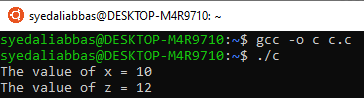 syedaliabbas@DESKTOP-M4R9710: ~
syedaliabbas@DESKTOP-M4R9710:~$ gcc -o c c.c
syedaliabbas@DESKTOP-M4R9710:~$ ./c
The value of x = 10
The value of z = 12